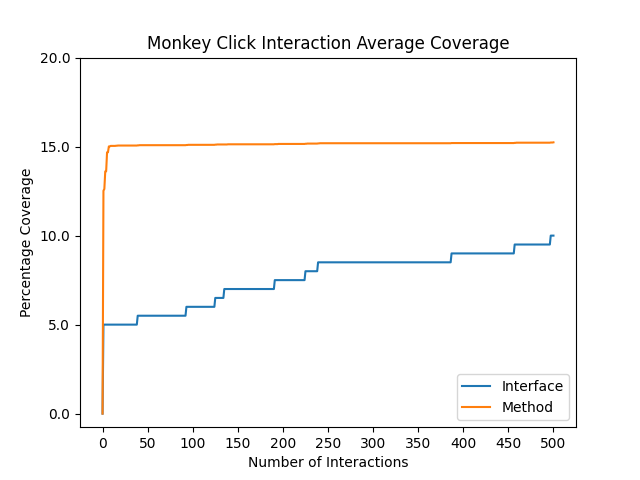 Monkey Click Interaction Average Coverage
20.0
15.0
10.0
5.0
0.0
Percentage Coverage
0 50 100 150 200 250 300 350 400 450 500
Number of Interactions
Interface
Method